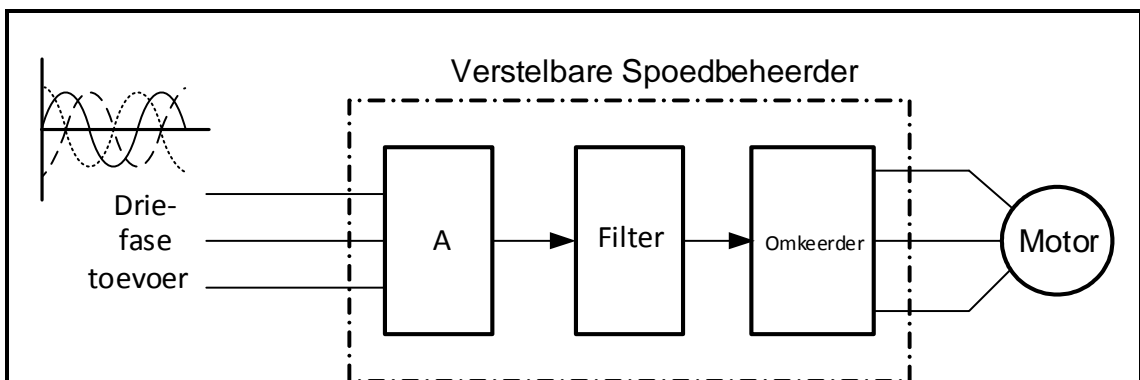 Verstelbare Spoedbeheerder
Drie-
fase
toevoer
A
Filter
Omkeerder
Motor